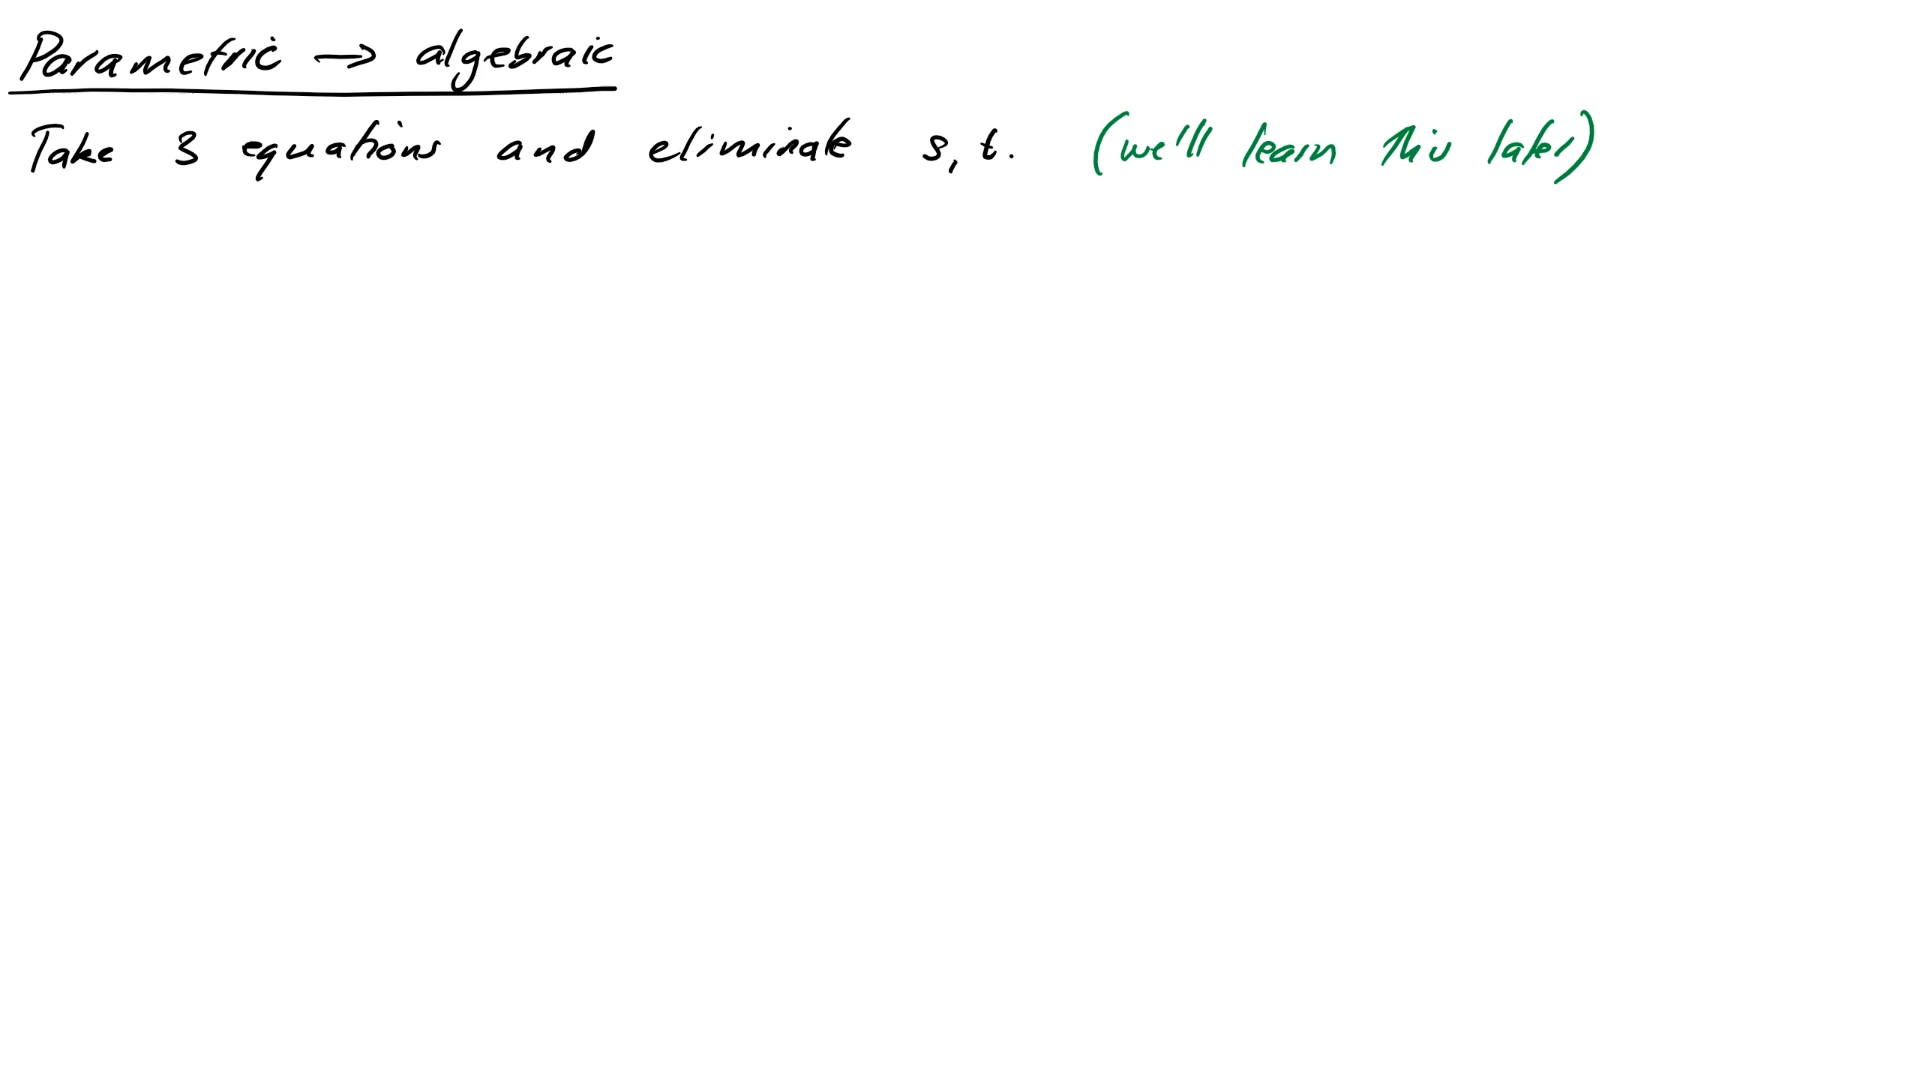 Parametric → algebraic
Take 3 equations and eliminate s, t. (we'll learn this later)